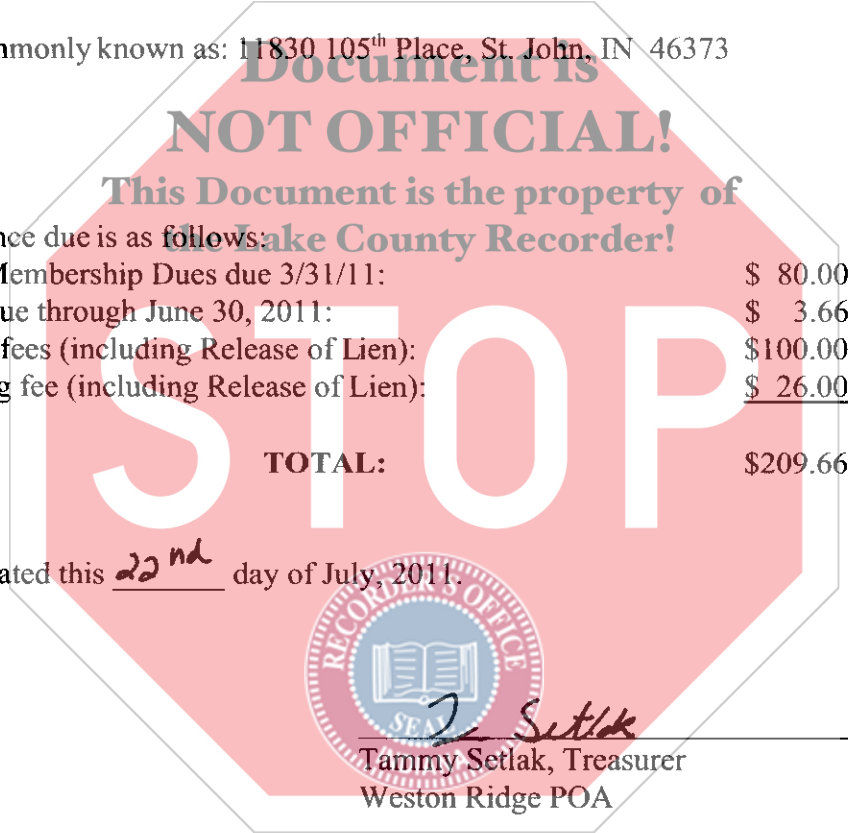 mmonly known as: 11830 105th Place, St. John, IN 46373
Document is
NOT OFFICIAL!
This Document is the property of
the Lake County Recorder!
nce due is as follows:
Membership Dues due 3/31/11: $ 80.00
ue through June 30, 2011: $ 3.66
fees (including Release of Lien): $100.00
g fee (including Release of Lien): $ 26.00
STOP
TOTAL: $209.66
ated this 22nd day of July, 2011.
RECORDER'S OFFICE
SEAL
INDIANA
T Setlak
Tammy Setlak, Treasurer
Weston Ridge POA